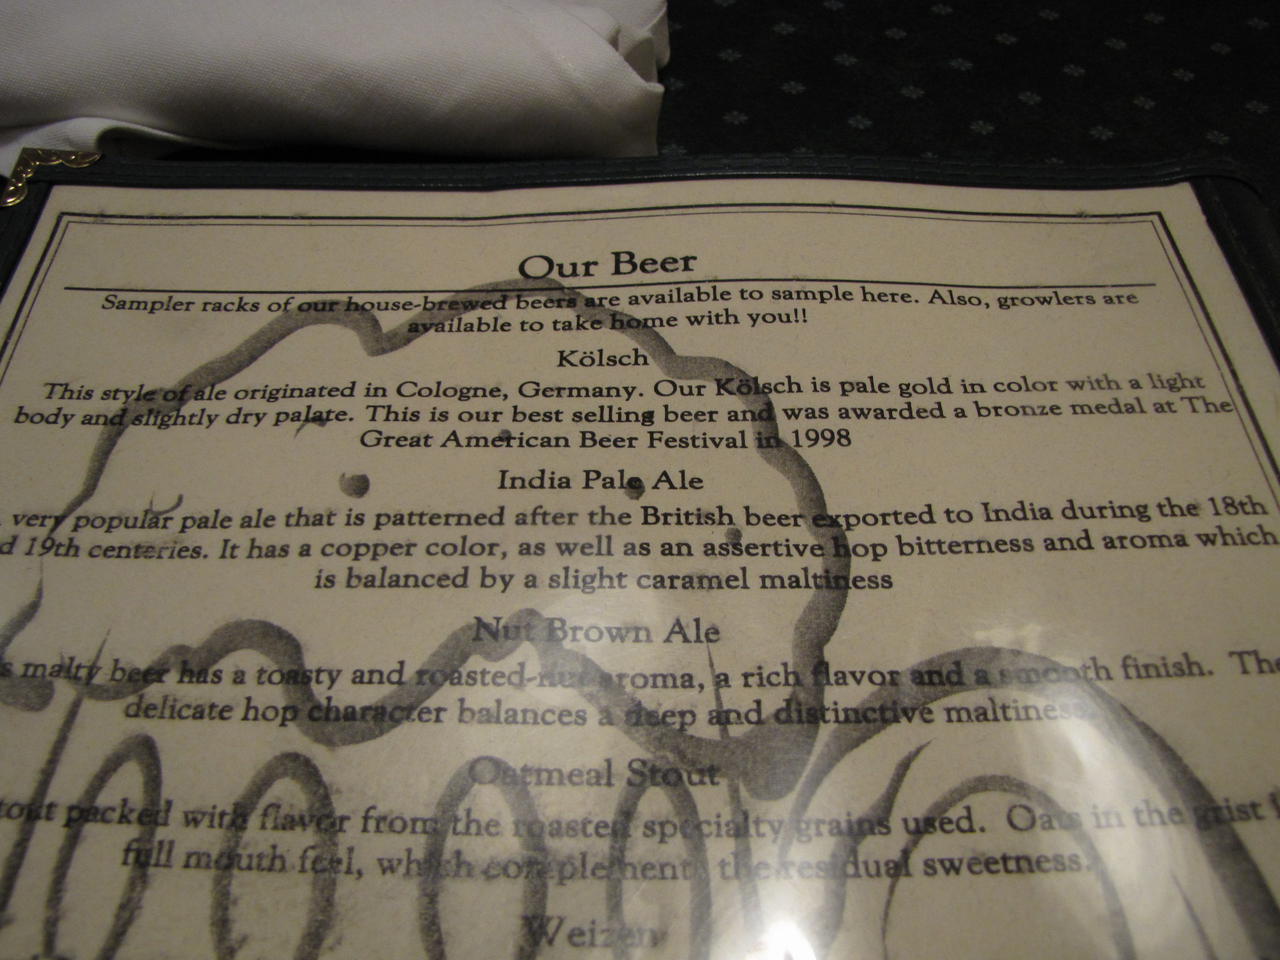 Our Beer
Sampler racks of our house-brewed beers are available to sample here. Also, growlers are
available to take home with you!!
Kölsch
This style of ale originated in Cologne, Germany. Our Kölsch is pale gold in color with a light
body and slightly dry palate. This is our best selling beer and was awarded a bronze medal at The
Great American Beer Festival in 1998
India Pale Ale
very popular pale ale that is patterned after the British beer exported to India during the 18th
19th centeries. It has a copper color, as well as an assertive hop bitterness and aroma which
is balanced by a slight caramel maltiness
Nut Brown Ale
malty beer has a toasty and roasted-nut aroma, a rich flavor and a smooth finish. The
delicate hop character balances a deep and distinctive maltiness.
Oatmeal Stout
packed with flavor from the roasted specialty grains used. Oats in the grist
full mouth feel, which complement the residual sweetness.
Weizen